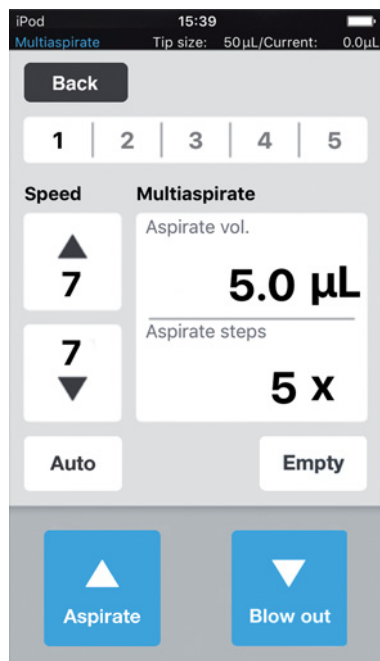 iPod 15:39
Multiaspirate Tip size: 50µL/Current: 0.0µL
Back
1 2 3 4 5
Speed Multiaspirate
Aspirate vol.
7 5.0 µL
Aspirate steps
7 5 x
Auto Empty
Aspirate Blow out